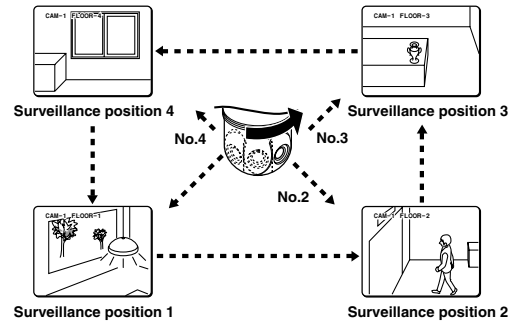 CAM-1 FLOOR-4
CAM-1 FLOOR-3
Surveillance position 4
Surveillance position 3
No.4
No.3
No.2
CAM-1 FLOOR-1
CAM-1 FLOOR-2
Surveillance position 1
Surveillance position 2